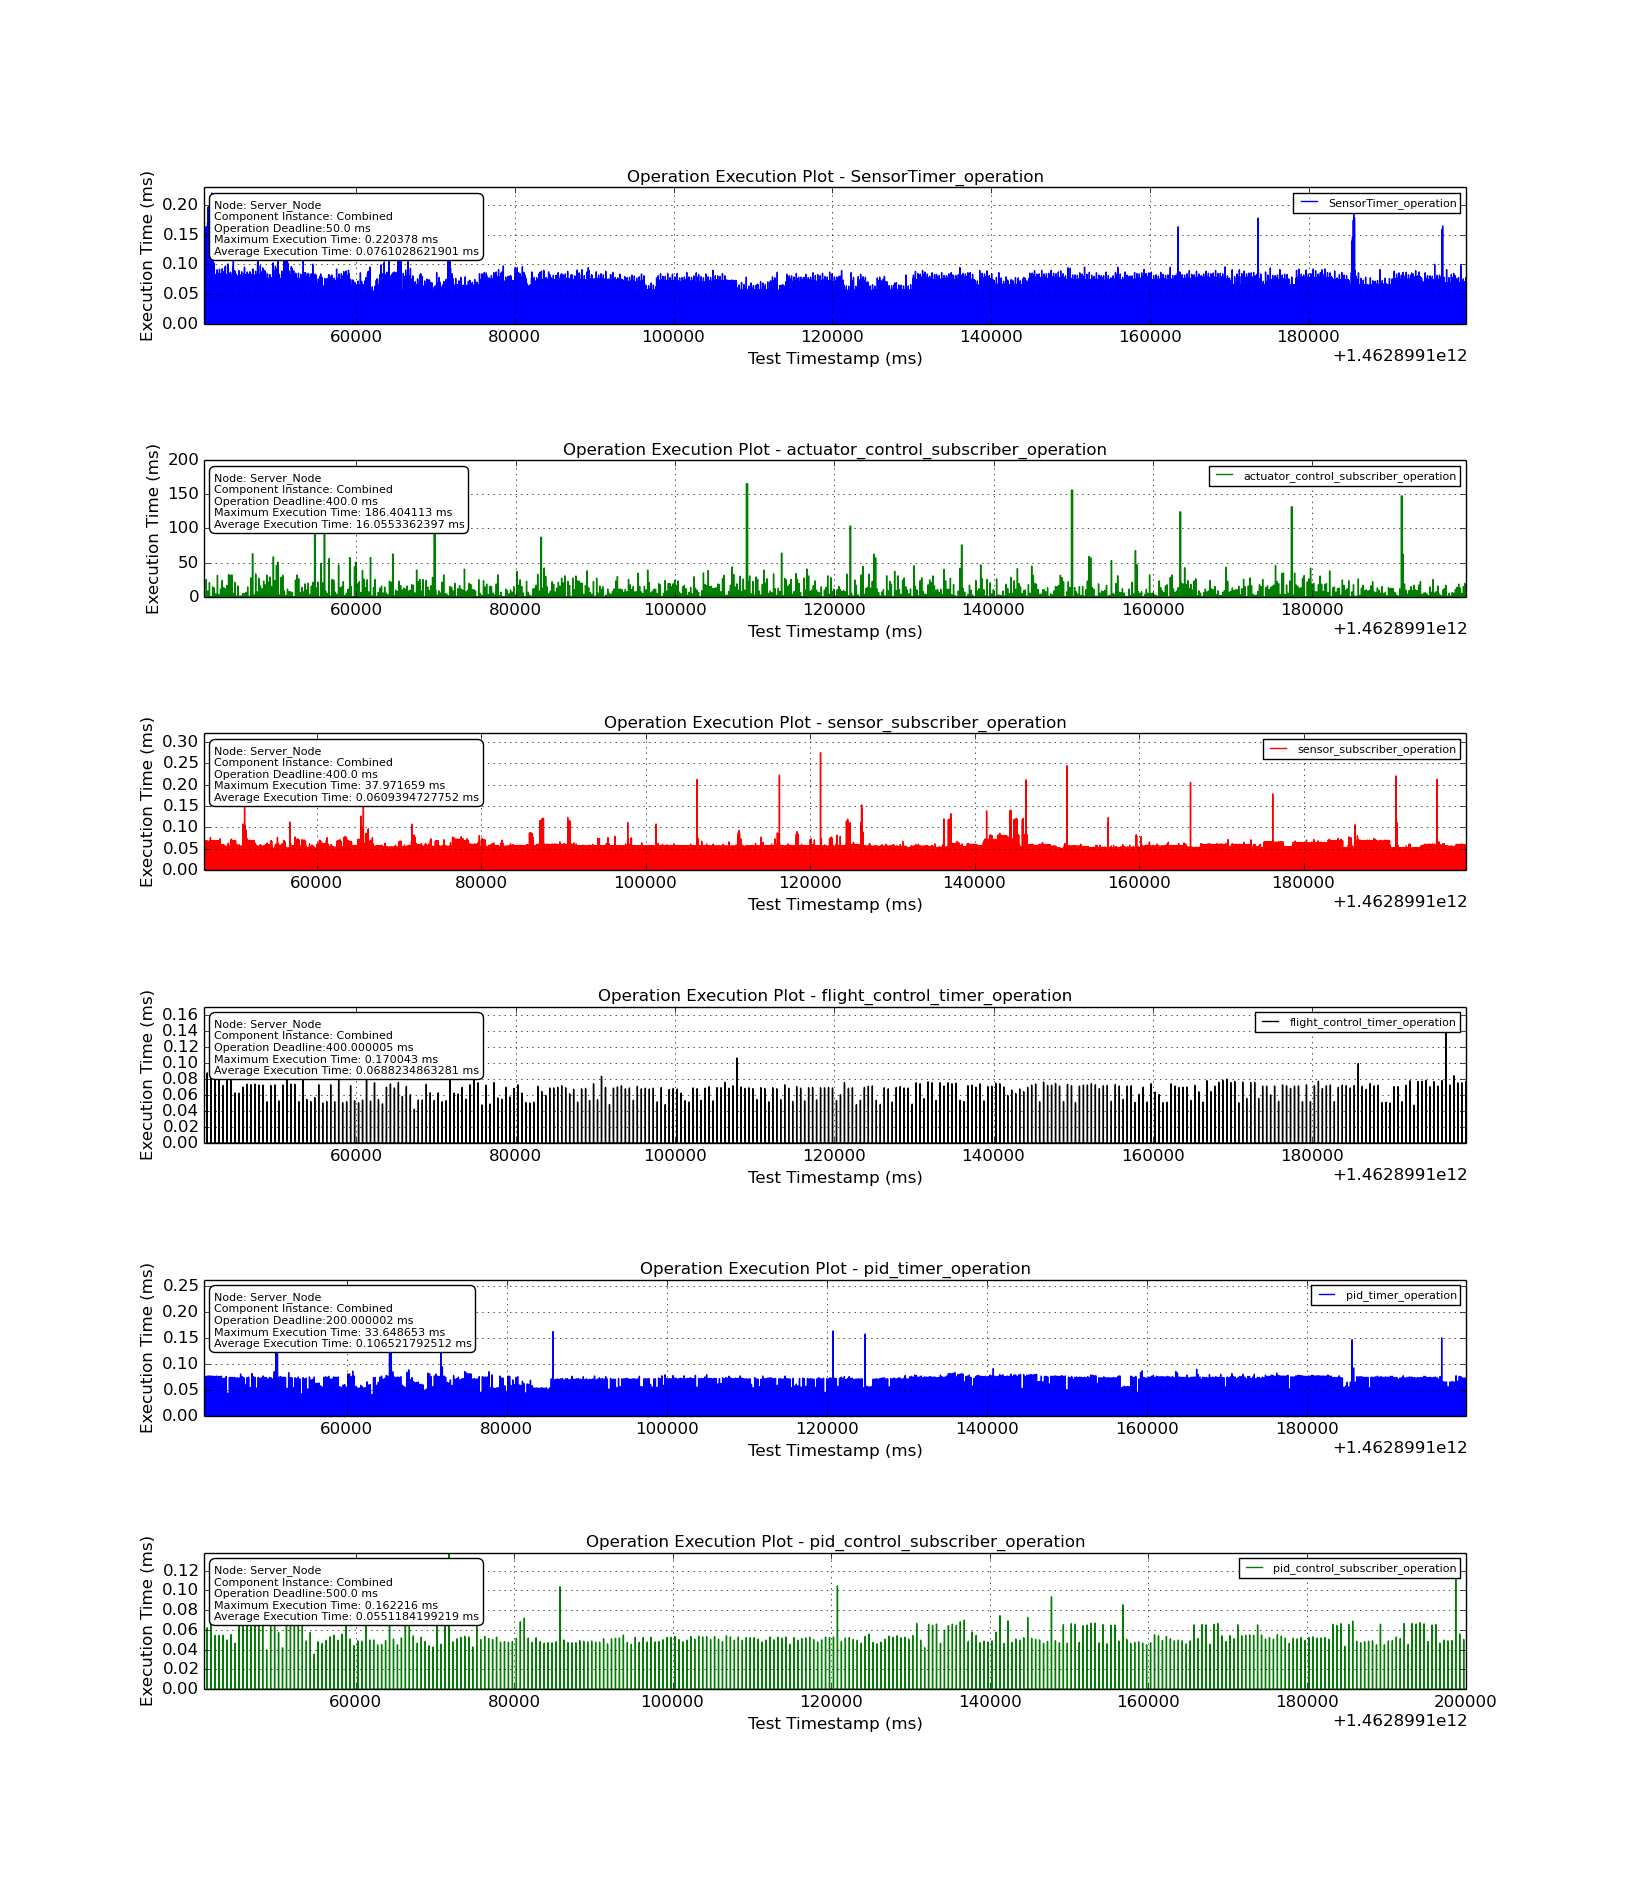 Operation Execution Plot - SensorTimer_operation
Execution Time (ms)
0.20
0.15
0.10
0.05
0.00
Node: Server_Node
Component Instance: Combined
Operation Deadline:50.0 ms
Maximum Execution Time: 0.220378 ms
Average Execution Time: 0.0761028621901 ms
SensorTimer_operation
60000 80000 100000 120000 140000 160000 180000
+1.4628991e12
Test Timestamp (ms)
Operation Execution Plot - actuator_control_subscriber_operation
Execution Time (ms)
200
150
100
50
0
Node: Server_Node
Component Instance: Combined
Operation Deadline:400.0 ms
Maximum Execution Time: 186.404113 ms
Average Execution Time: 16.0553362397 ms
actuator_control_subscriber_operation
60000 80000 100000 120000 140000 160000 180000
+1.4628991e12
Test Timestamp (ms)
Operation Execution Plot - sensor_subscriber_operation
Execution Time (ms)
0.30
0.25
0.20
0.15
0.10
0.05
0.00
Node: Server_Node
Component Instance: Combined
Operation Deadline:400.0 ms
Maximum Execution Time: 37.971659 ms
Average Execution Time: 0.0609394727752 ms
sensor_subscriber_operation
60000 80000 100000 120000 140000 160000 180000
+1.4628991e12
Test Timestamp (ms)
Operation Execution Plot - flight_control_timer_operation
Execution Time (ms)
0.16
0.14
0.12
0.10
0.08
0.06
0.04
0.02
0.00
Node: Server_Node
Component Instance: Combined
Operation Deadline:400.000005 ms
Maximum Execution Time: 0.170043 ms
Average Execution Time: 0.0688234863281 ms
flight_control_timer_operation
60000 80000 100000 120000 140000 160000 180000
+1.4628991e12
Test Timestamp (ms)
Operation Execution Plot - pid_timer_operation
Execution Time (ms)
0.25
0.20
0.15
0.10
0.05
0.00
Node: Server_Node
Component Instance: Combined
Operation Deadline:200.000002 ms
Maximum Execution Time: 33.648653 ms
Average Execution Time: 0.106521792512 ms
pid_timer_operation
60000 80000 100000 120000 140000 160000 180000
+1.4628991e12
Test Timestamp (ms)
Operation Execution Plot - pid_control_subscriber_operation
Execution Time (ms)
0.12
0.10
0.08
0.06
0.04
0.02
0.00
Node: Server_Node
Component Instance: Combined
Operation Deadline:500.0 ms
Maximum Execution Time: 0.162216 ms
Average Execution Time: 0.0551184199219 ms
pid_control_subscriber_operation
60000 80000 100000 120000 140000 160000 180000 200000
+1.4628991e12
Test Timestamp (ms)